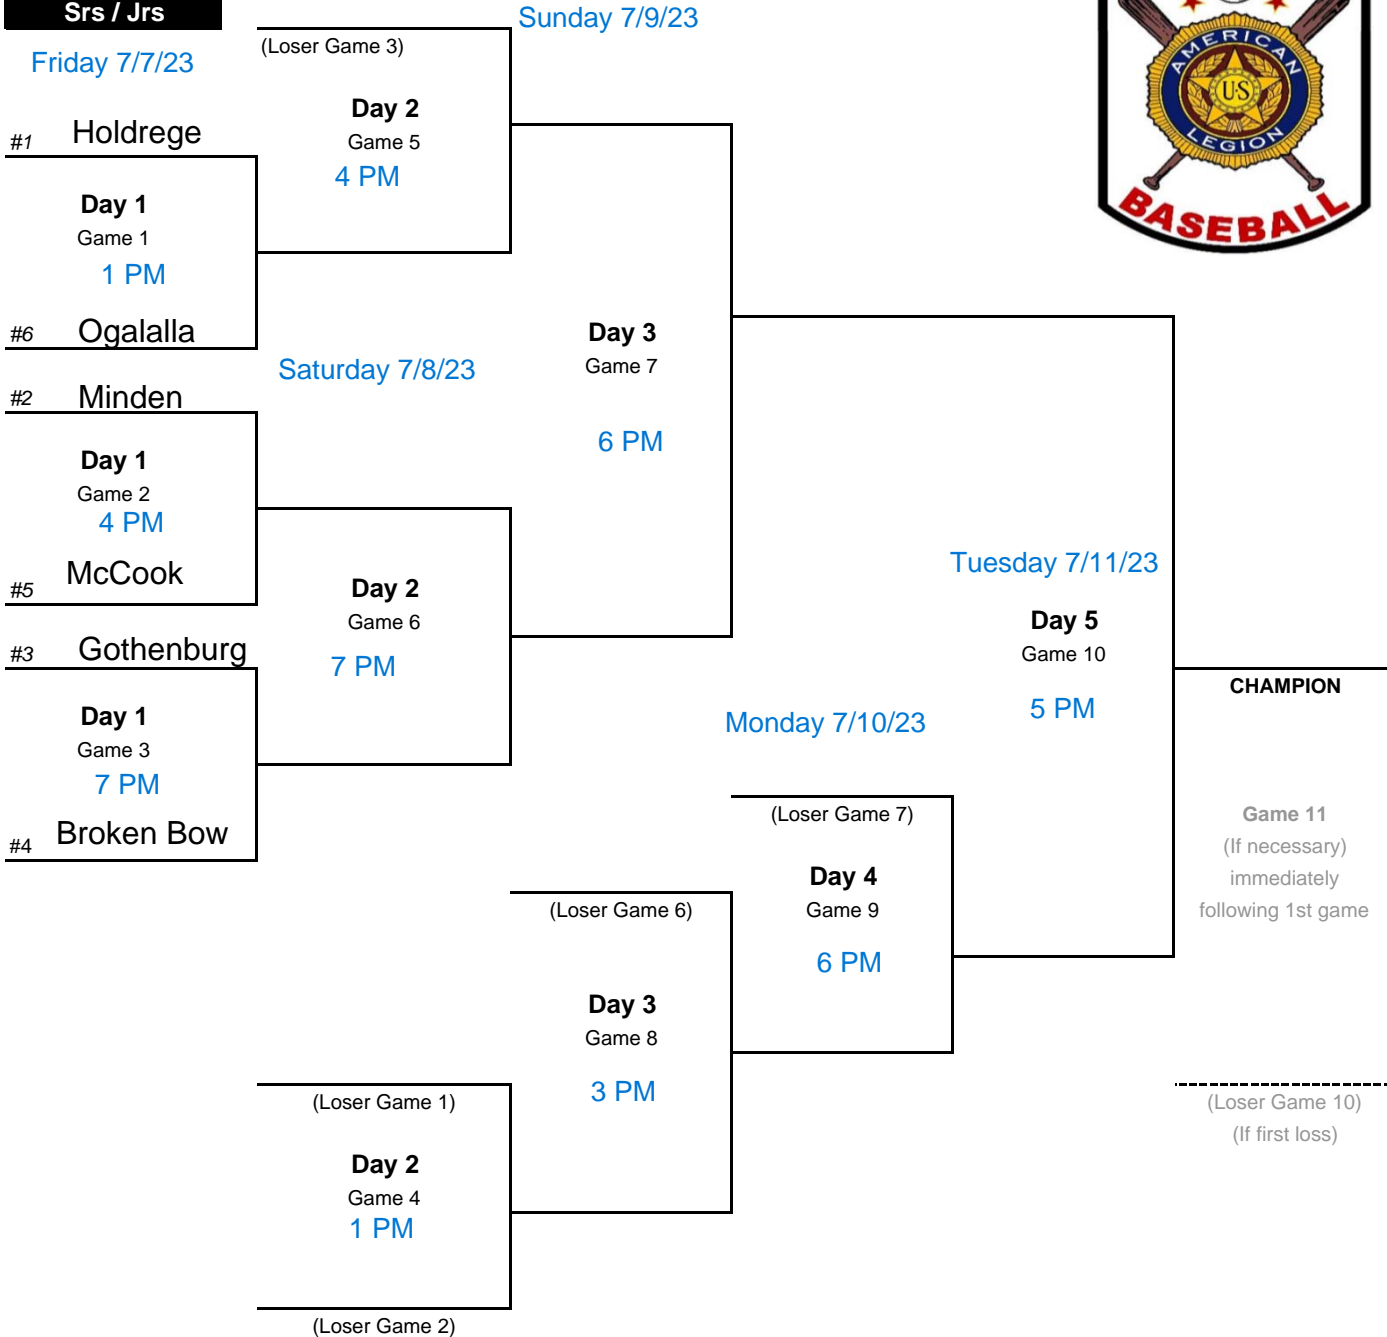 Srs / Jrs
Friday 7/7/23
Sunday 7/9/23
(Loser Game 3)
AMERICAN
U.S
LEGION
BASEBALL
#1 Holdrege
Day 1
Game 1
1 PM
#6 Ogalalla
Day 2
Game 5
4 PM
Saturday 7/8/23
#2 Minden
Day 1
Game 2
4 PM
#5 McCook
Day 3
Game 7
6 PM
#3 Gothenburg
Day 1
Game 3
7 PM
#4 Broken Bow
Day 2
Game 6
7 PM
Tuesday 7/11/23
Day 5
Game 10
5 PM
CHAMPION
Monday 7/10/23
(Loser Game 7)
Day 4
Game 9
6 PM
Game 11
(If necessary)
immediately
following 1st game
(Loser Game 6)
Day 3
Game 8
3 PM
(Loser Game 1)
Day 2
Game 4
1 PM
(Loser Game 2)
(Loser Game 10)
(If first loss)